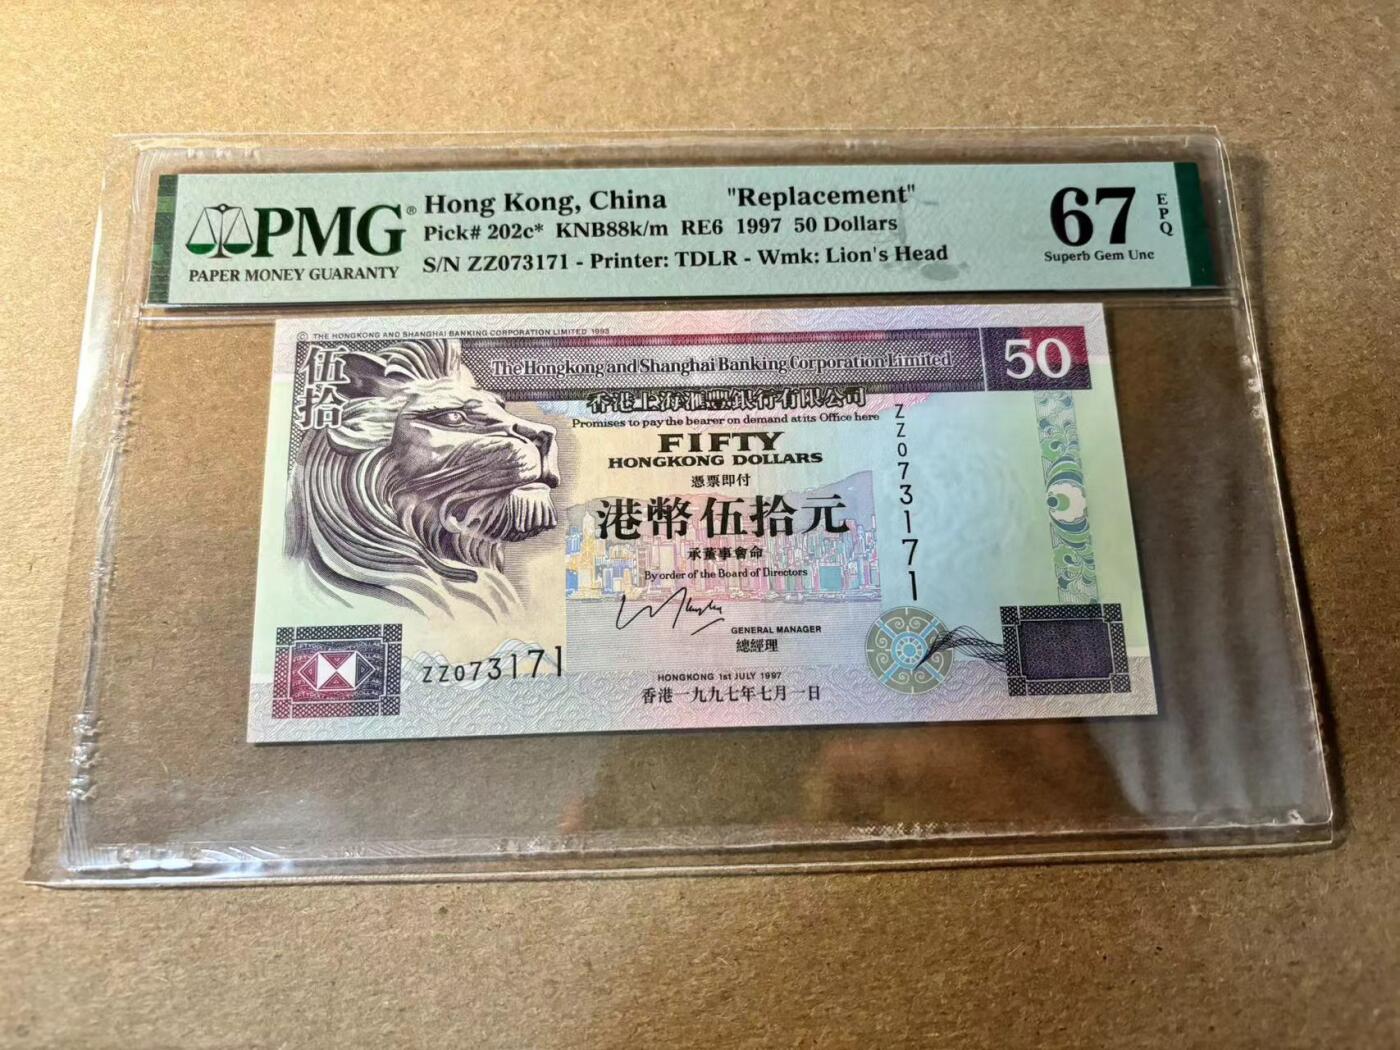 PMG®
PAPER MONEY GUARANTY
Hong Kong, China "Replacement"
Pick# 202c* KNB88k/m RE6 1997 50 Dollars
S/N ZZ073171 - Printer: TDLR - Wmk: Lion's Head
67
EPQ
Superb Gem Unc
© THE HONGKONG AND SHANGHAI BANKING CORPORATION LIMITED 1993
伍拾
The Hongkong and Shanghai Banking Corporation Limited
50
香港上海滙豐銀行有限公司
Promises to pay the bearer on demand at its Office here
FIFTY
HONGKONG DOLLARS
憑票即付
港幣伍拾元
承董事會命
By order of the Board of Directors
GENERAL MANAGER
總經理
HONGKONG 1st JULY 1997
香港一九九七年七月一日
ZZ073171
ZZ073171